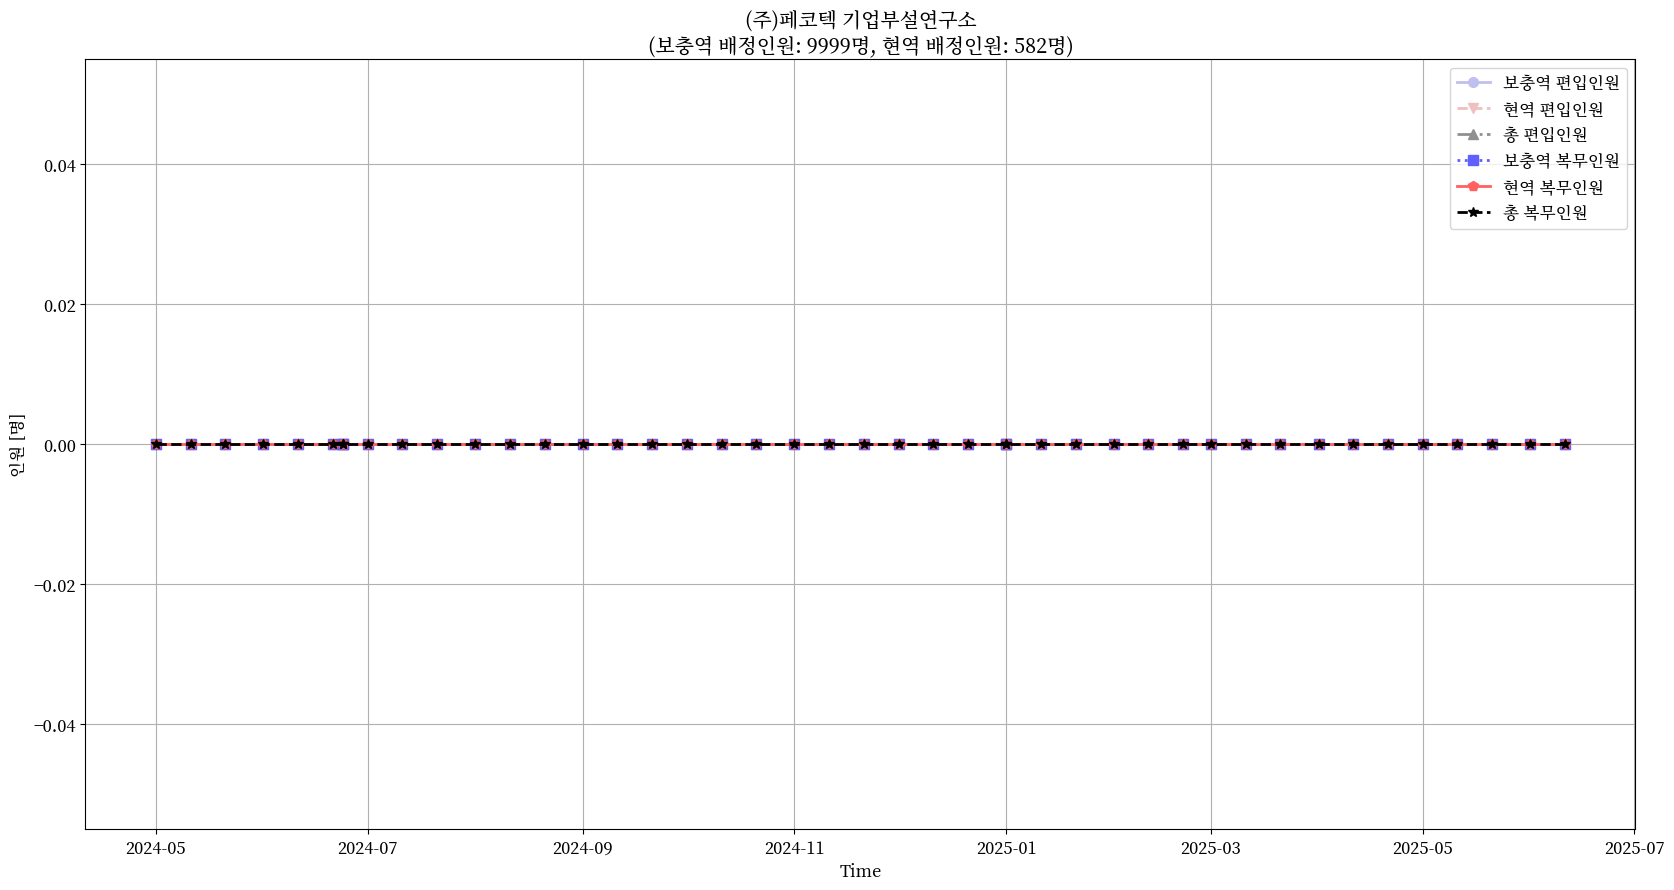 (주)페코텍 기업부설연구소
(보충역 배정인원: 9999명, 현역 배정인원: 582명)
보충역 편입인원
현역 편입인원
총 편입인원
보충역 복무인원
현역 복무인원
총 복무인원
인원 [명]
0.04
0.02
0.00
−0.02
−0.04
2024-05 2024-07 2024-09 2024-11 2025-01 2025-03 2025-05 2025-07
Time